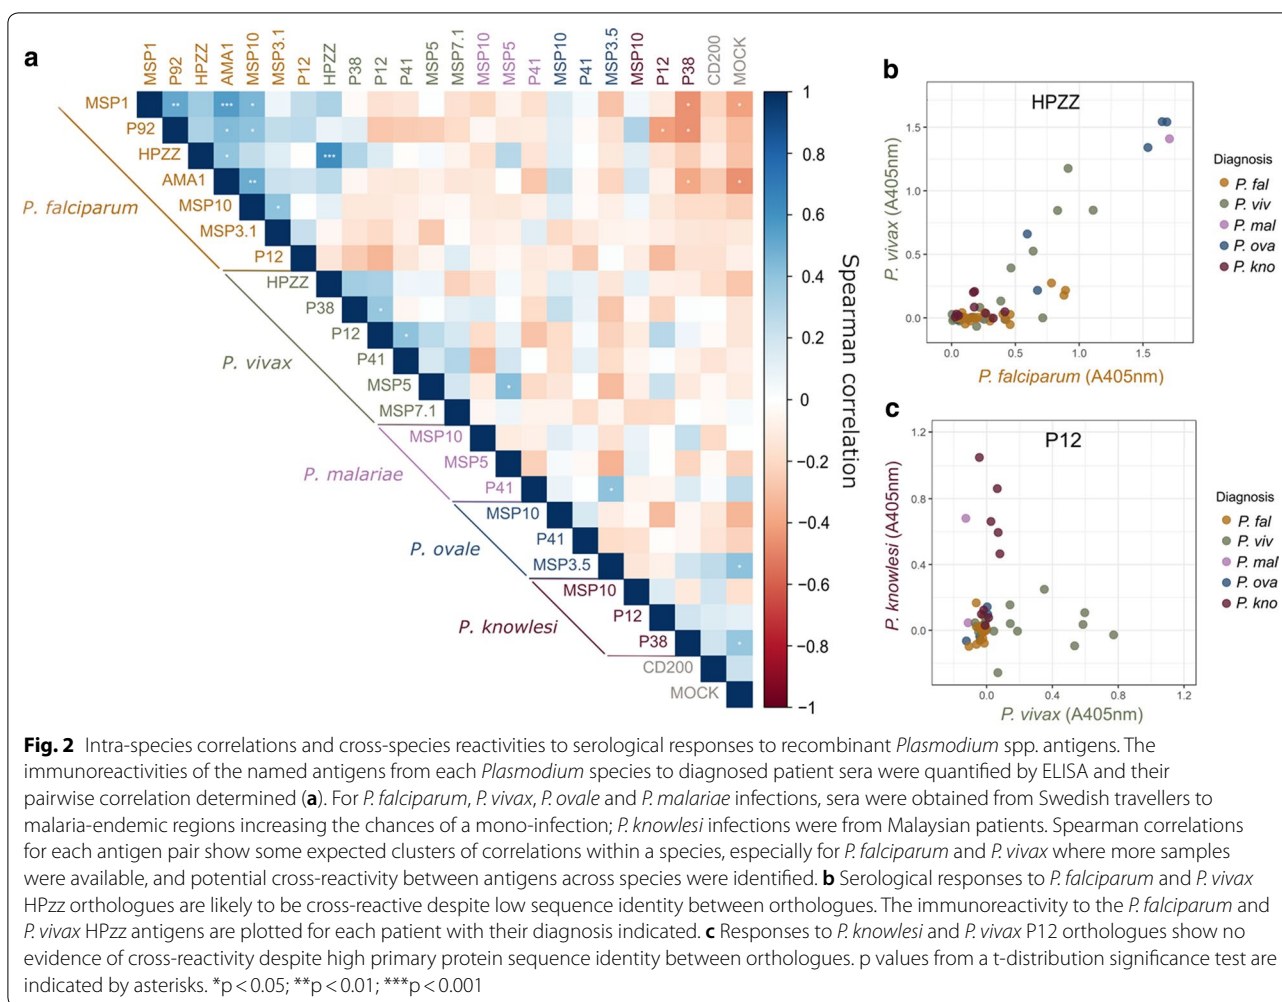 a
MSP1 P92 HPZZ AMA1 MSP10 MSP3.1 P12 HPZZ P38 P12 P41 MSP5 MSP7.1 MSP10 MSP5 P41 MSP10 P41 MSP3.5 MSP10 P12 P38 CD200 MOCK
MSP1
P92
HPZZ
AMA1
MSP10
MSP3.1
P12
HPZZ
P38
P12
P41
MSP5
MSP7.1
MSP10
MSP5
P41
MSP10
P41
MSP3.5
MSP10
P12
P38
CD200
MOCK
P. falciparum
P. vivax
P. malariae
P. ovale
P. knowlesi
1
0.8
0.6
0.4
0.2
0
−0.2
−0.4
−0.6
−0.8
−1
Spearman correlation
b
HPZZ
P. vivax (A405nm)
1.5
1.0
0.5
0.0
0.0 0.5 1.0 1.5
P. falciparum (A405nm)
Diagnosis
P. fal
P. viv
P. mal
P. ova
P. kno
c
P12
P. knowlesi (A405nm)
1.2
0.8
0.4
0.0
0.0 0.4 0.8 1.2
P. vivax (A405nm)
Diagnosis
P. fal
P. viv
P. mal
P. ova
P. kno
Fig. 2 Intra-species correlations and cross-species reactivities to serological responses to recombinant Plasmodium spp. antigens. The
immunoreactivities of the named antigens from each Plasmodium species to diagnosed patient sera were quantified by ELISA and their
pairwise correlation determined (a). For P. falciparum, P. vivax, P. ovale and P. malariae infections, sera were obtained from Swedish travellers to
malaria-endemic regions increasing the chances of a mono-infection; P. knowlesi infections were from Malaysian patients. Spearman correlations
for each antigen pair show some expected clusters of correlations within a species, especially for P. falciparum and P. vivax where more samples
were available, and potential cross-reactivity between antigens across species were identified. b Serological responses to P. falciparum and P. vivax
HPzz orthologues are likely to be cross-reactive despite low sequence identity between orthologues. The immunoreactivity to the P. falciparum and
P. vivax HPzz antigens are plotted for each patient with their diagnosis indicated. c Responses to P. knowlesi and P. vivax P12 orthologues show no
evidence of cross-reactivity despite high primary protein sequence identity between orthologues. p values from a t-distribution significance test are
indicated by asterisks. *p < 0.05; **p < 0.01; ***p < 0.001